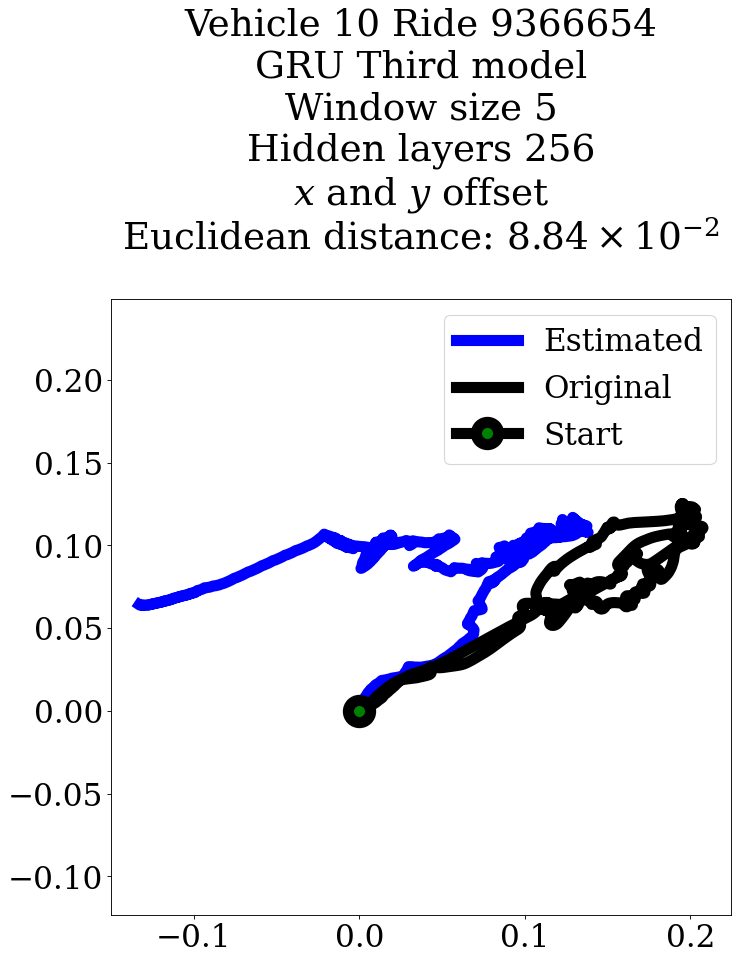 Vehicle 10 Ride 9366654
GRU Third model
Window size 5
Hidden layers 256
x and y offset
Euclidean distance: 8.84 × 10⁻²
Estimated
Original
Start
0.20
0.15
0.10
0.05
0.00
−0.05
−0.10
−0.1 0.0 0.1 0.2